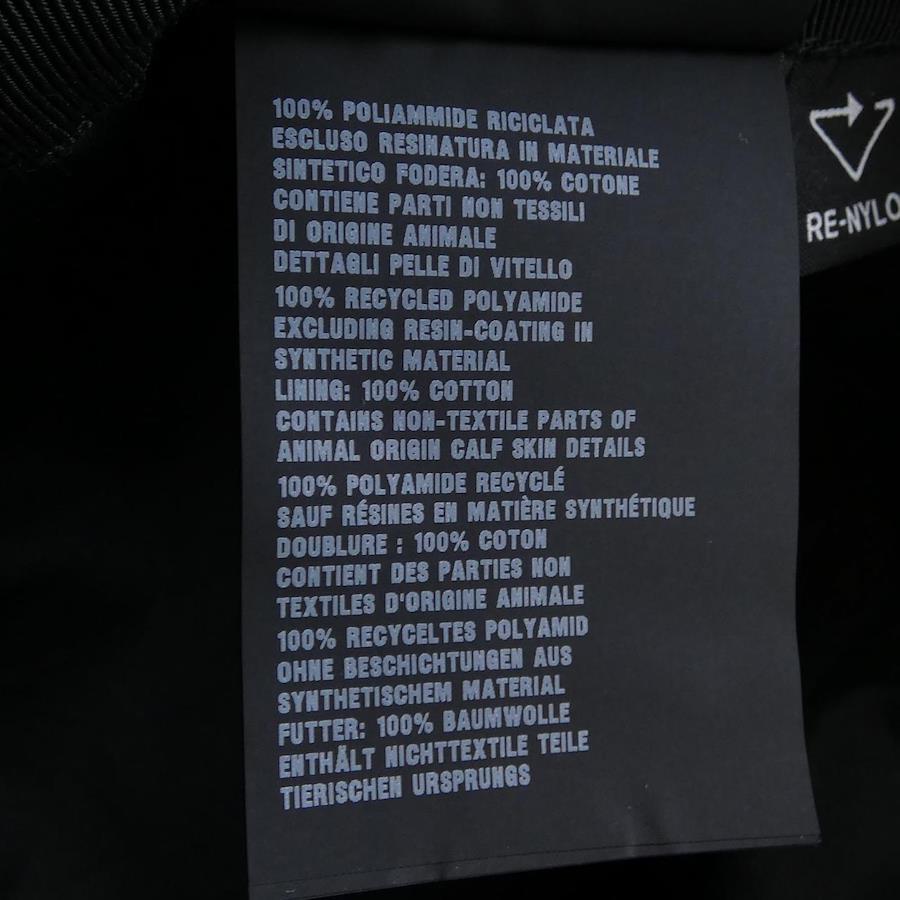 100% POLIAMMIDE RICICLATA
ESCLUSO RESINATURA IN MATERIALE
SINTETICO FODERA: 100% COTONE
CONTIENE PARTI NON TESSILI
DI ORIGINE ANIMALE
DETTAGLI PELLE DI VITELLO
100% RECYCLED POLYAMIDE
EXCLUDING RESIN-COATING IN
SYNTHETIC MATERIAL
LINING: 100% COTTON
CONTAINS NON-TEXTILE PARTS OF
ANIMAL ORIGIN CALF SKIN DETAILS
100% POLYAMIDE RECYCLÉ
SAUF RÉSINES EN MATIÈRE SYNTHÉTIQUE
DOUBLURE : 100% COTON
CONTIENT DES PARTIES NON
TEXTILES D'ORIGINE ANIMALE
100% RECYCELTES POLYAMID
OHNE BESCHICHTUNGEN AUS
SYNTHETISCHEM MATERIAL
FUTTER: 100% BAUMWOLLE
ENTHÄLT NICHTTEXTILE TEILE
TIERISCHEN URSPRUNGS
RE-NYLO